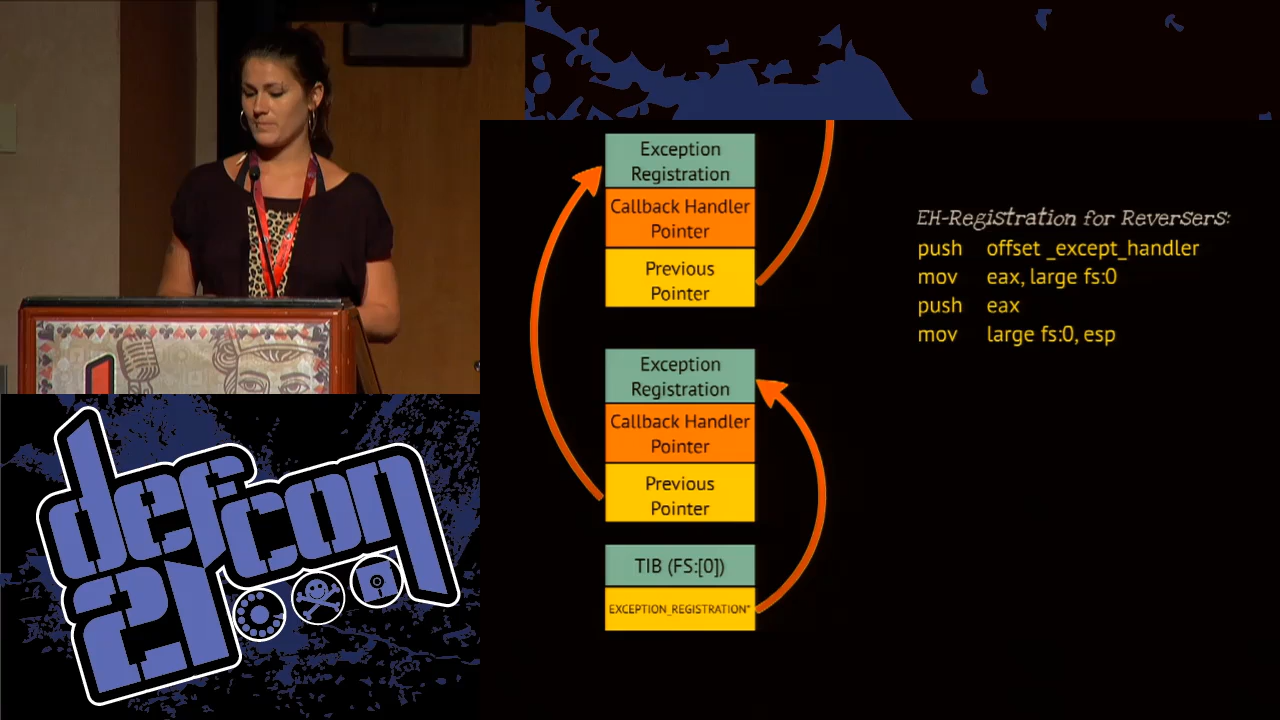 Exception
Registration
Callback Handler
Pointer
Previous
Pointer
Exception
Registration
Callback Handler
Pointer
Previous
Pointer
TIB (FS:[0])
EXCEPTION_REGISTRATION*
EH-Registration for Reversers:
push offset _except_handler
mov eax, large fs:0
push eax
mov large fs:0, esp
defcon
21